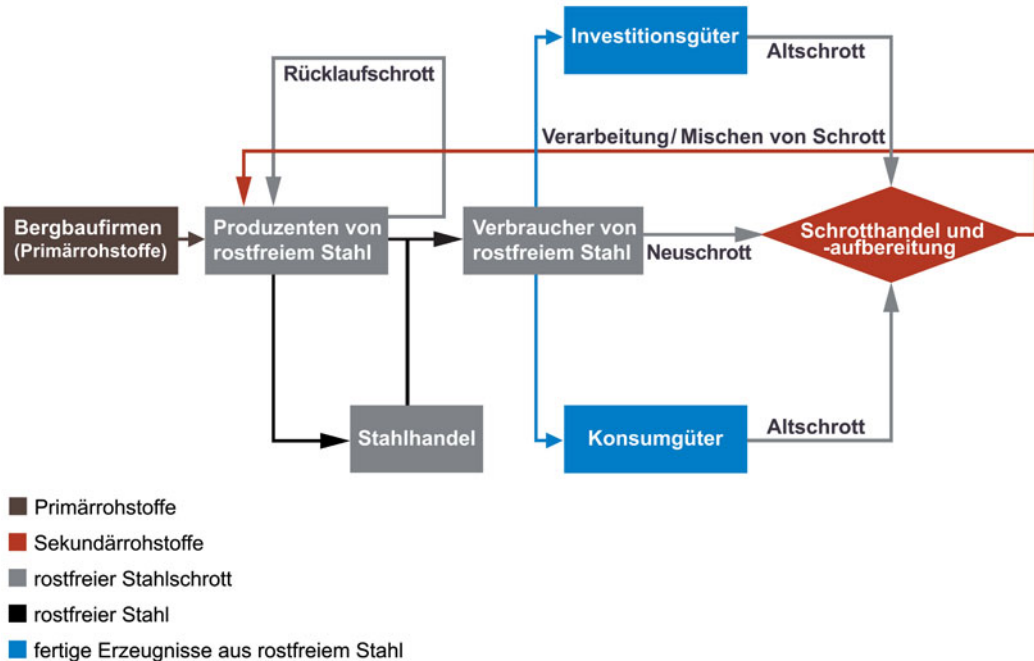 Investitionsgüter
Altschrott
Rücklaufschrott
Verarbeitung/Mischen von Schrott
Bergbaufirmen
(Primärrohstoffe)
Produzenten von
rostfreiem Stahl
Verbraucher von
rostfreiem Stahl
Neuschrott
Schrotthandel und
-aufbereitung
Stahlhandel
Konsumgüter
Altschrott
Primärrohstoffe
Sekundärrohstoffe
rostfreier Stahlschrott
rostfreier Stahl
fertige Erzeugnisse aus rostfreiem Stahl